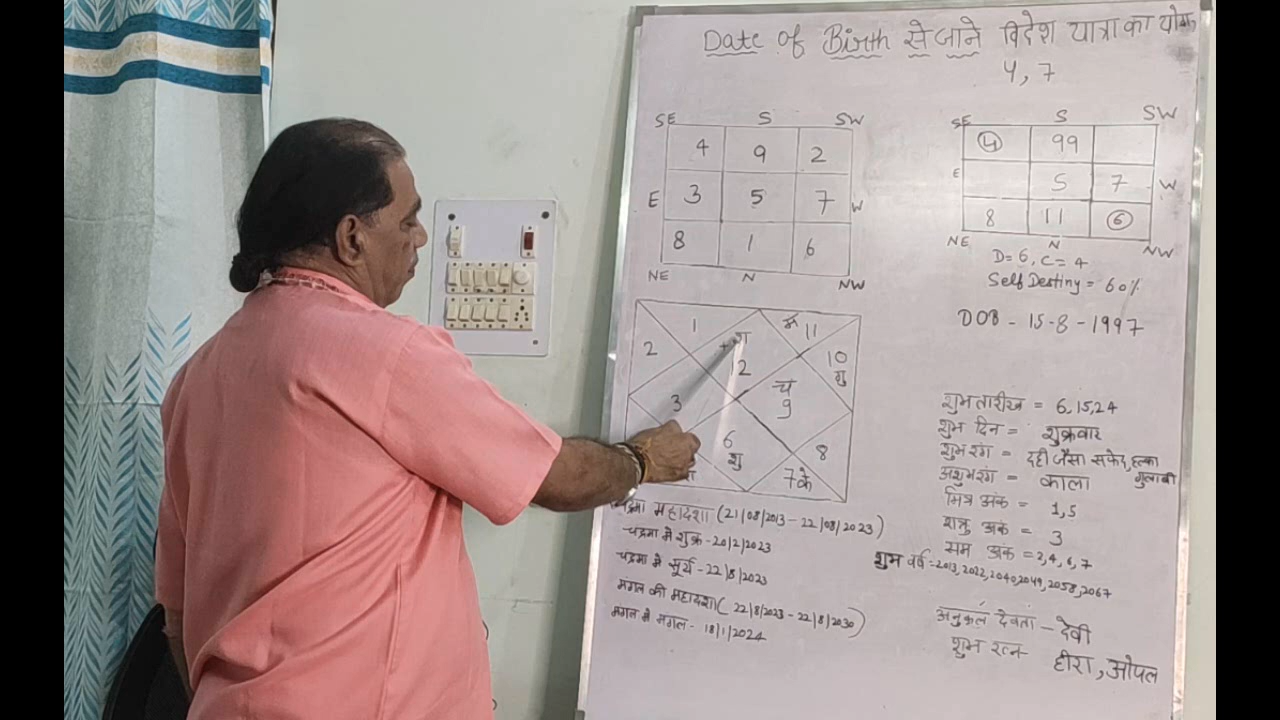 Date of Birth से जाने विदेश यात्रा का योग
4, 7
SE S SW
4 9 2
E 3 5 7 W
8 1 6
NE N NW
SE S SW
4 99
E 5 7 W
8 11 6
NE N NW
D= 6, C= 4
Self Destiny = 60%
DOB - 15-8-1997
1 श 11
2 12 10
गु
3 च
9
6 8
शु 7 के
शुभ तारीख = 6, 15, 24
शुभ दिन = शुक्रवार
शुभ रंग = दही जैसा सफेद, हल्का गुलाबी
अशुभ रंग = काला
मित्र अंक = 1, 5
शत्रु अंक = 3
सम अंक = 2, 4, 6, 7
शुभ वर्ष :- 2013, 2022, 2040, 2049, 2058, 2067
अनुकूल देवता - देवी
शुभ रत्न - हीरा, ओपल
महादशा (21/08/2013 - 22/08/2023)
चंद्रमा मे शुक्र - 20/2/2023
चंद्रमा मे सूर्य - 22/8/2023
मंगल की महादशा ( 22/8/2023 - 22/8/2030)
मंगल मे मंगल - 18/1/2024